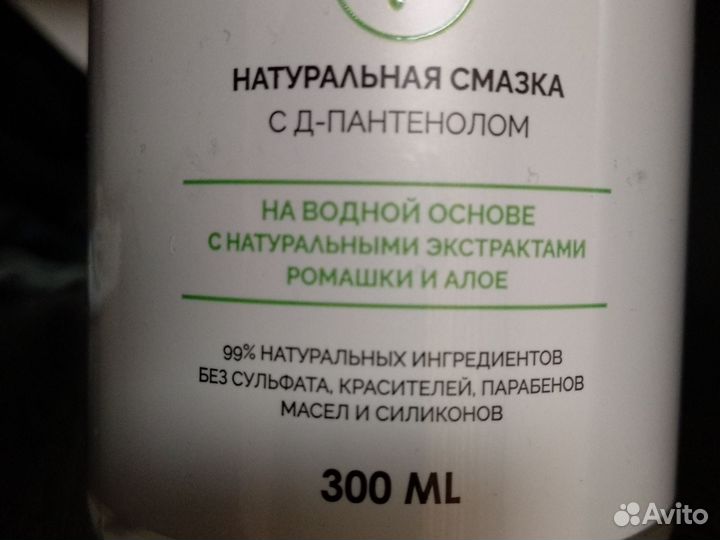 НАТУРАЛЬНАЯ СМАЗКА
С Д-ПАНТЕНОЛОМ
НА ВОДНОЙ ОСНОВЕ
С НАТУРАЛЬНЫМИ ЭКСТРАКТАМИ
РОМАШКИ И АЛОЕ
99% НАТУРАЛЬНЫХ ИНГРЕДИЕНТОВ
БЕЗ СУЛЬФАТА, КРАСИТЕЛЕЙ, ПАРАБЕНОВ
МАСЕЛ И СИЛИКОНОВ
300 ML
Avito